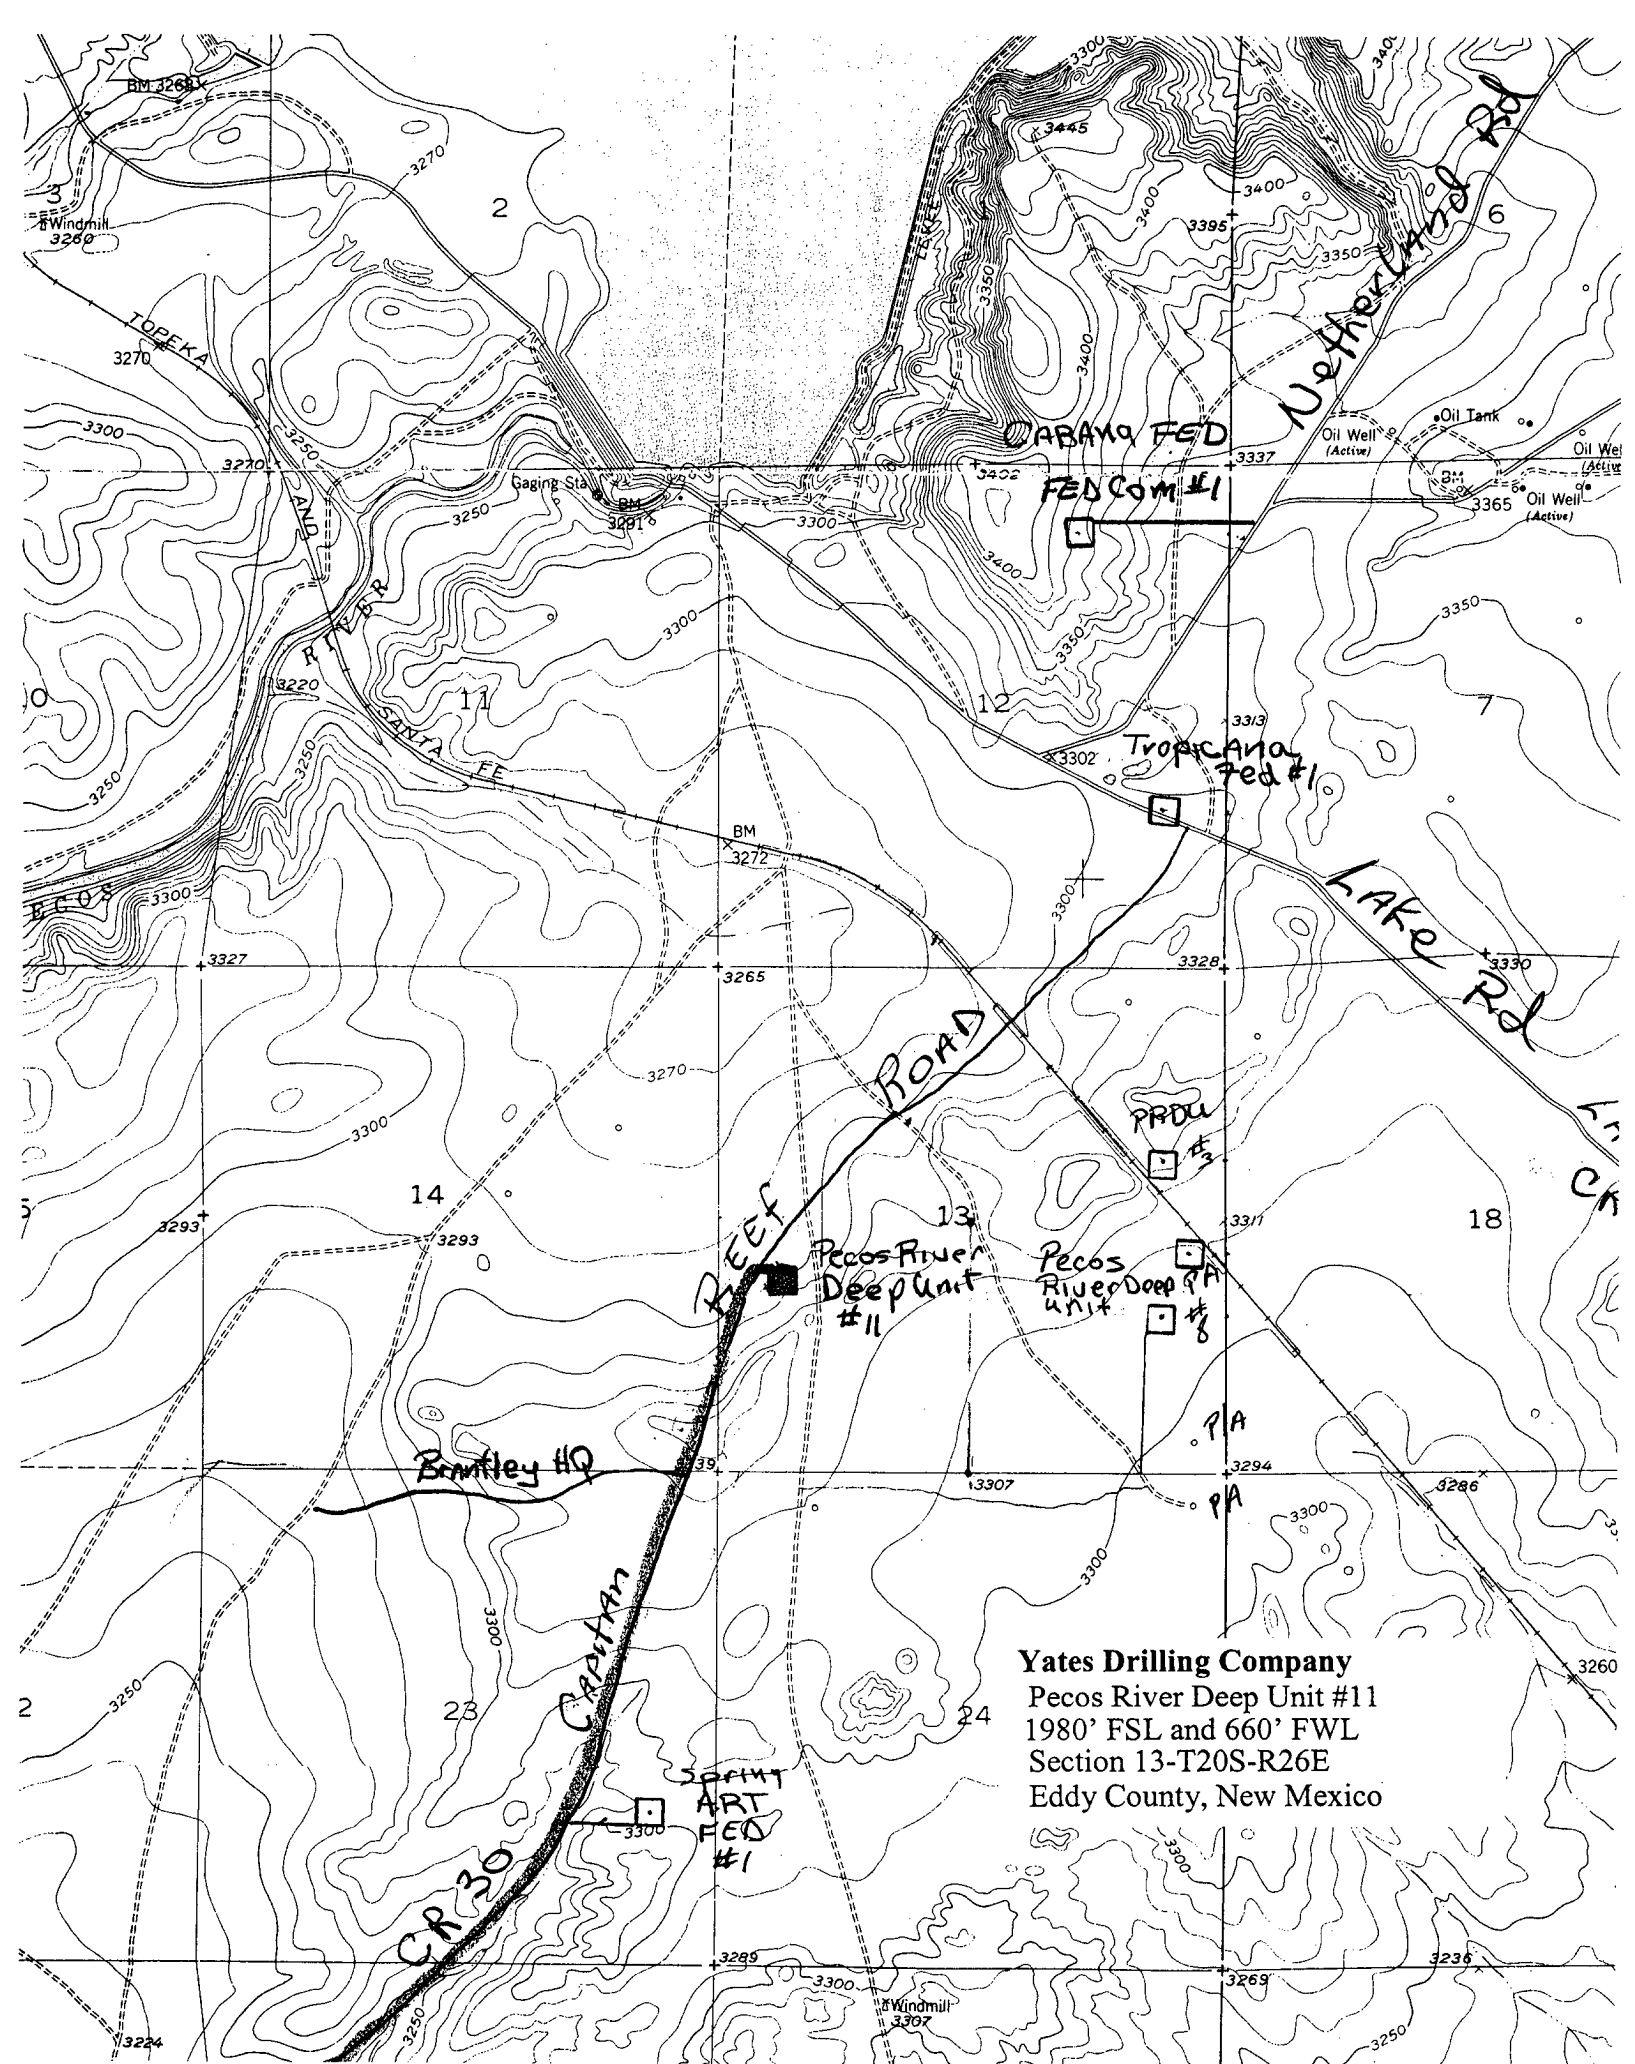 3300
3400
BM 3268
3445
Netherland Rd
3270
3400
3400
3
2
6
3395
Windmill
3260
LAKE
3350
3350
TOPEKA
3270
3400
Oil Tank
CABANA FED
Oil Well
(Active)
3300
3250
3270
3402
3337
Gaging Sta
FED Com #1
BM
3365
Oil Well
(Active)
AND
3250
BM
3291
3300
3400
RIVER
3300
3350
3350
3220
11
12
7
SANTA FE
3313
3250
3250
3302
Tropicana
Fed #1
BM
3272
LAKE Rd
3300
3300
ECOS
3327
3265
3328
3330
ROAD
3270
3300
PRDU
#3
14
13
18
3293
3293
3311
REEF
Pecos River
Deep Unit
#11
Pecos
River Deep
Unit
PA
#8
P/A
Brantley HQ
39
3307
3294
3286
P/A
3300
3300
CAPITAN
3300
Yates Drilling Company
Pecos River Deep Unit #11
1980' FSL and 660' FWL
Section 13-T20S-R26E
Eddy County, New Mexico
3260
3250
2
23
24
Spring
ART
FED
#1
3300
3300
CR 30
3289
3300
3269
3236
Windmill
3307
3250
3224
3250